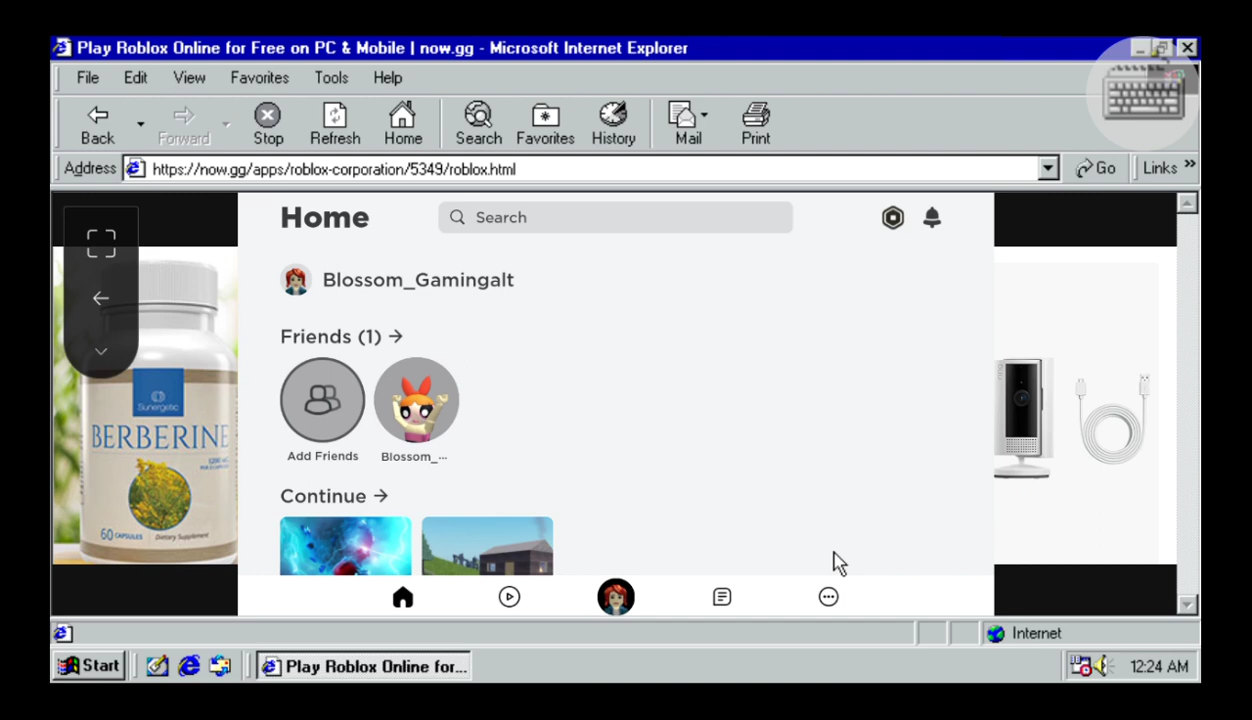 Play Roblox Online for Free on PC & Mobile | now.gg - Microsoft Internet Explorer
File Edit View Favorites Tools Help
Back Forward Stop Refresh Home Search Favorites History Mail Print
Address https://now.gg/apps/roblox-corporation/5349/roblox.html Go Links »
Home Search
Blossom_Gamingalt
Friends (1) →
Add Friends Blossom_...
Continue →
Sunergetic
BERBERINE
60 CAPSULES Dietary Supplement
Internet
Start Play Roblox Online for... 12:24 AM